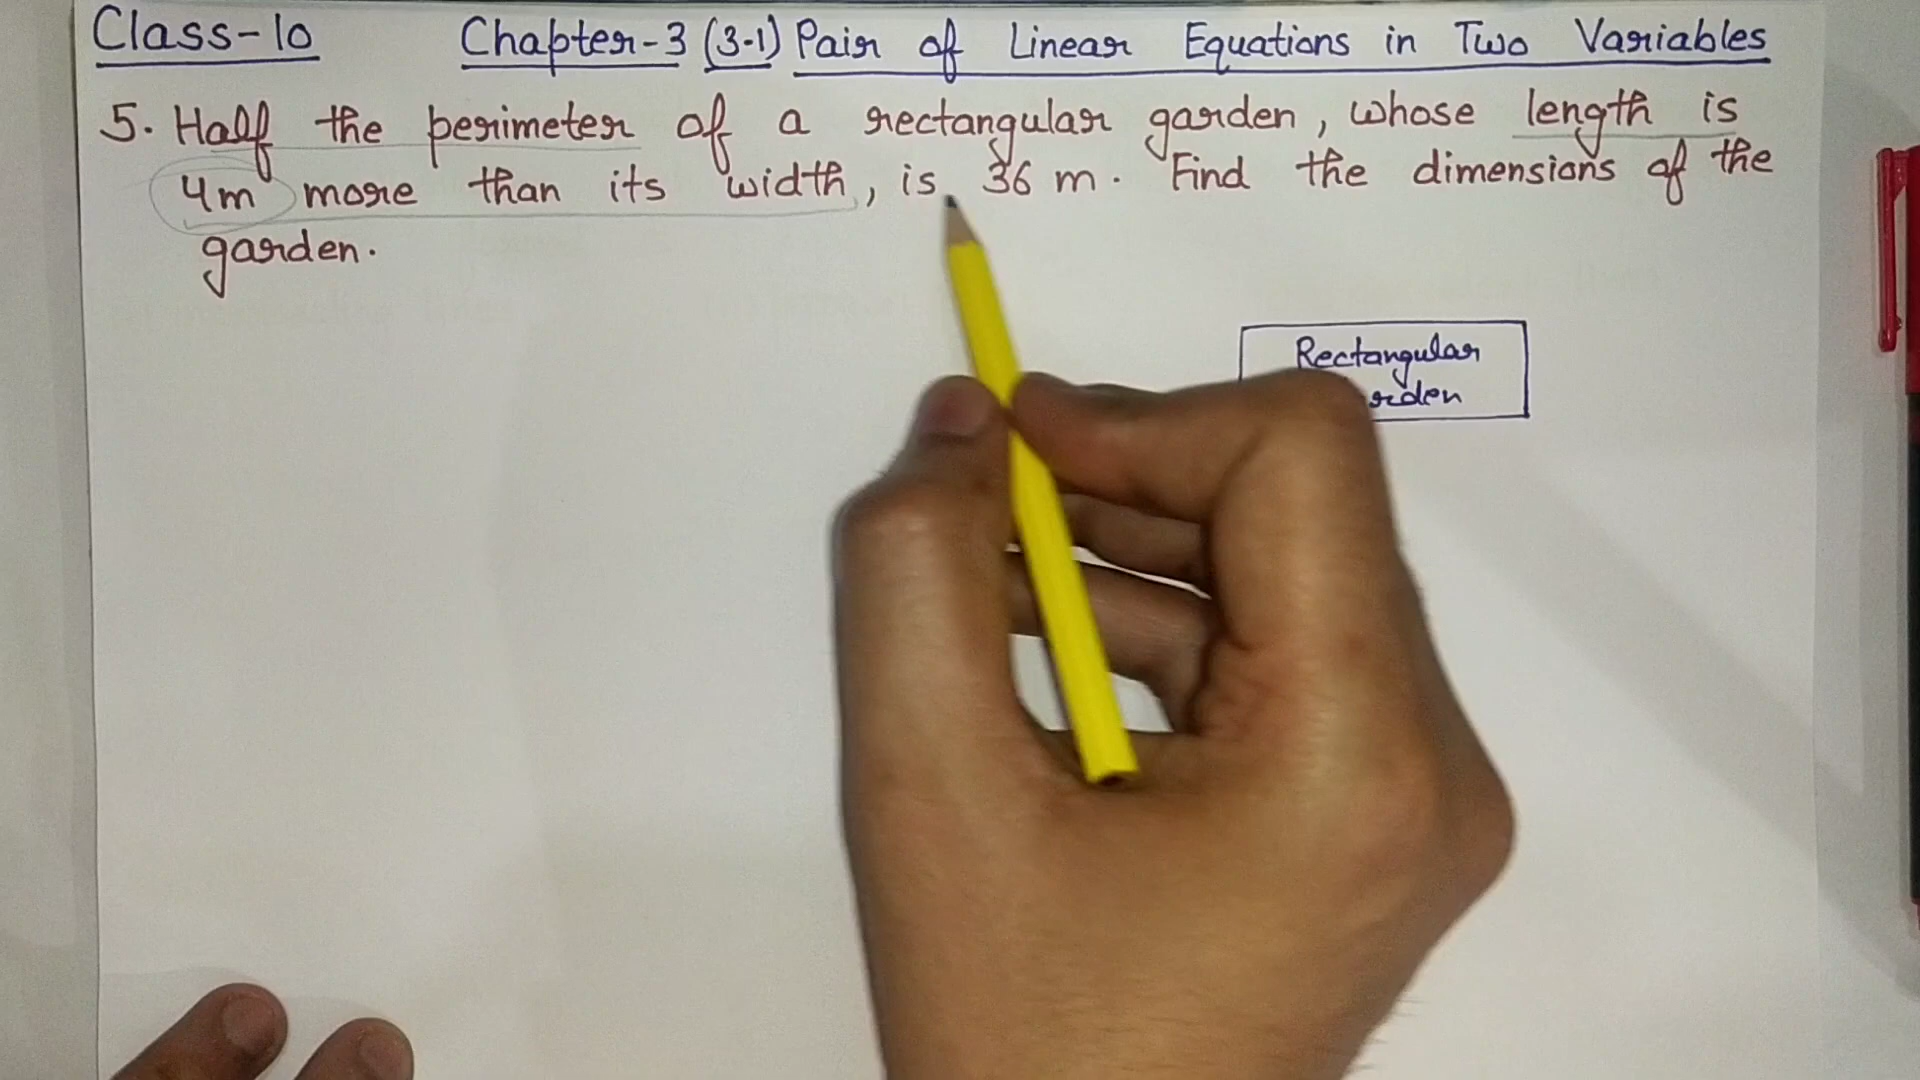 Class-10 Chapter-3 (3.1) Pair of Linear Equations in Two Variables
5. Half the perimeter of a rectangular garden, whose length is
4m more than its width, is 36 m. Find the dimensions of the
garden.
Rectangular